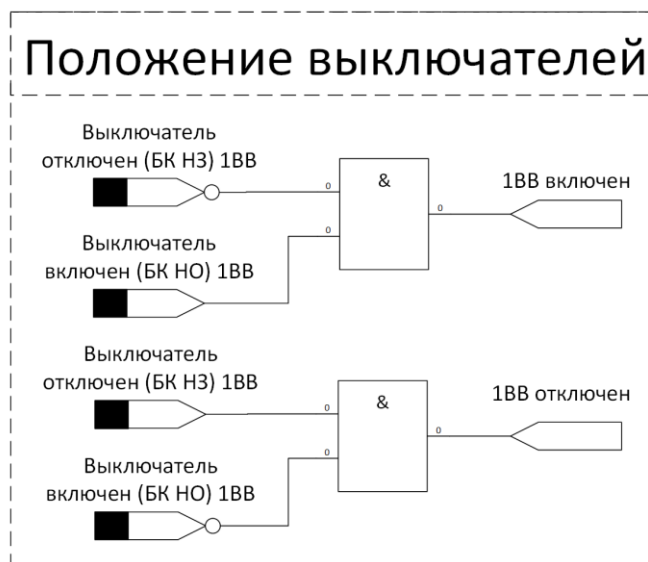 Положение выключателей
Выключатель
отключен (БК НЗ) 1ВВ
0
&
1ВВ включен
0
0
Выключатель
включен (БК НО) 1ВВ
Выключатель
отключен (БК НЗ) 1ВВ
0
&
1ВВ отключен
0
0
Выключатель
включен (БК НО) 1ВВ